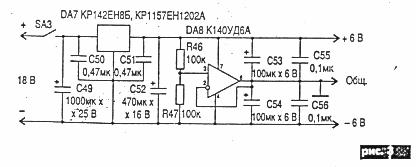 DA7 КР142ЕН8Б, КР1157ЕН1202А
+ SA3
DA8 К140УД6А
+ 6 В
C50
0,47мк
C51
0,47мк
R46
100к
C53
100мк х 6 В
C55
0,1мк
18 В
Общ.
C49
1000мк х
х 25 В
C52
470мк х
х 16 В
3
2
7
6
4
R47
100к
C54
100мк х 6 В
C56
0,1мк
– 6 В
рис.